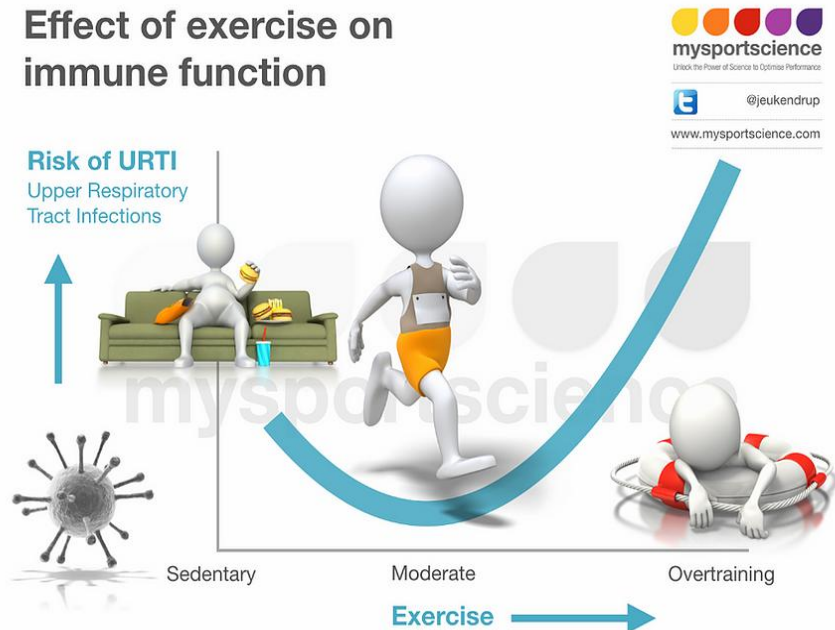 Effect of exercise on
immune function
mysportscience
Unlock the Power of Science to Optimise Performance
@jeukendrup
www.mysportscience.com
Risk of URTI
Upper Respiratory
Tract Infections
mysportscience
Sedentary
Moderate
Overtraining
Exercise